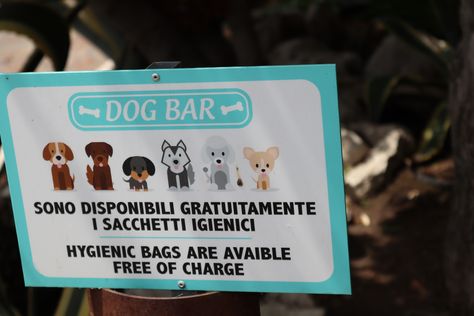 DOG BAR
SONO DISPONIBILI GRATUITAMENTE
I SACCHETTI IGIENICI
HYGIENIC BAGS ARE AVAIBLE
FREE OF CHARGE